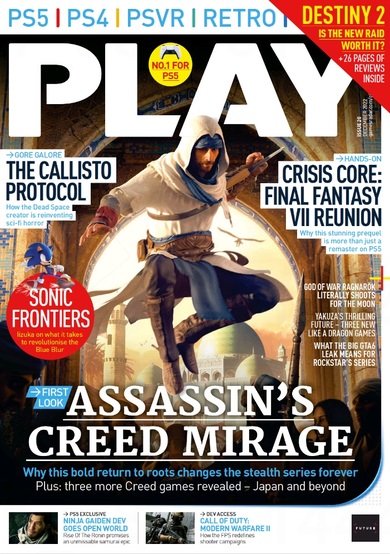 PS5 | PS4 | PSVR | RETRO |
DESTINY 2
IS THE NEW RAID
WORTH IT?
+26 PAGES OF
REVIEWS
INSIDE
PLAY
NO.1 FOR
PS5
ISSUE 20
DECEMBER 2022
GORE GALORE
THE CALLISTO
PROTOCOL
How the Dead Space
creator is reinventing
sci-fi horror
HANDS-ON
CRISIS CORE:
FINAL FANTASY
VII REUNION
Why this stunning prequel
is more than just a
remaster on PS5
SONIC
FRONTIERS
Iizuka on what it takes
to revolutionise the
Blue Blur
GOD OF WAR RAGNAROK
LITERALLY SHOOTS
FOR THE MOON
YAKUZA'S THRILLING
FUTURE – THREE NEW
LIKE A DRAGON GAMES
WHAT THE BIG GTA6
LEAK MEANS FOR
ROCKSTAR'S SERIES
FIRST
LOOK
ASSASSIN'S
CREED MIRAGE
Why this bold return to roots changes the stealth series forever
Plus: three more Creed games revealed – Japan and beyond
PS5 EXCLUSIVE
NINJA GAIDEN DEV
GOES OPEN WORLD
Rise Of The Ronin promises
an unmissable samurai epic
DEV ACCESS
CALL OF DUTY:
MODERN WARFARE II
How the FPS redefines
shooter campaigns
FUTURE